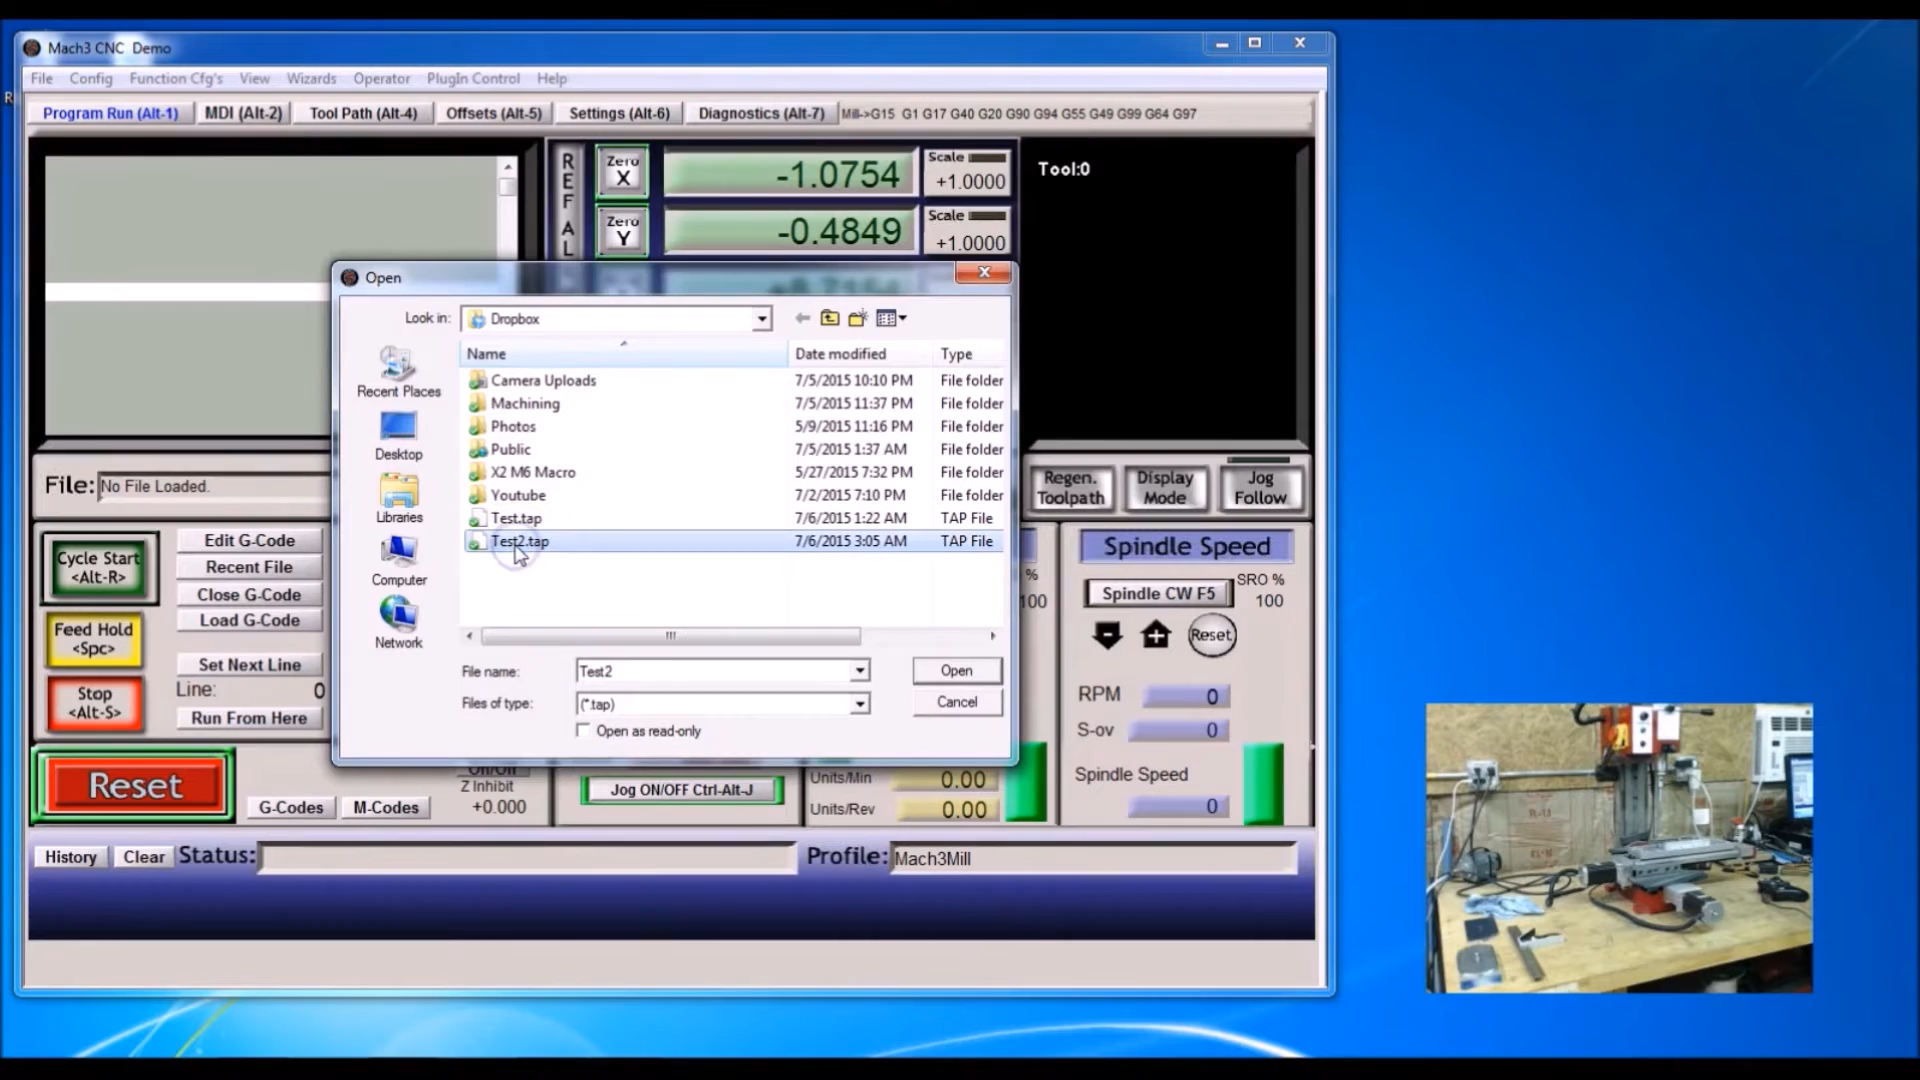 Mach3 CNC Demo
File Config Function Cfg's View Wizards Operator PlugIn Control Help
Program Run (Alt-1) MDI (Alt-2) Tool Path (Alt-4) Offsets (Alt-5) Settings (Alt-6) Diagnostics (Alt-7) Mill->G15 G1 G17 G40 G20 G90 G94 G55 G49 G99 G64 G97
REF AL
Zero X -1.0754 Scale +1.0000
Zero Y -0.4849 Scale +1.0000
Tool:0
Open
Look in: Dropbox
Name Date modified Type
Camera Uploads 7/5/2015 10:10 PM File folder
Machining 7/5/2015 11:37 PM File folder
Photos 5/9/2015 11:16 PM File folder
Public 7/5/2015 1:37 AM File folder
X2 M6 Macro 5/27/2015 7:32 PM File folder
Youtube 7/2/2015 7:10 PM File folder
Test.tap 7/6/2015 1:22 AM TAP File
Test2.tap 7/6/2015 3:05 AM TAP File
Recent Places
Desktop
Libraries
Computer
Network
File name: Test2 Open
Files of type: (*.tap) Cancel
Open as read-only
File: No File Loaded.
Regen. Toolpath
Display Mode
Jog Follow
Cycle Start
<Alt-R>
Feed Hold
<Spc>
Stop
<Alt-S>
Edit G-Code
Recent File
Close G-Code
Load G-Code
Set Next Line
Line: 0
Run From Here
Reset
G-Codes M-Codes
On/Off
Z Inhibit
+0.000
Jog ON/OFF Ctrl-Alt-J
%
100
Units/Min 0.00
Units/Rev 0.00
Spindle Speed
Spindle CW F5
SRO %
100
Reset
RPM 0
S-ov 0
Spindle Speed
0
History Clear Status: Profile: Mach3Mill